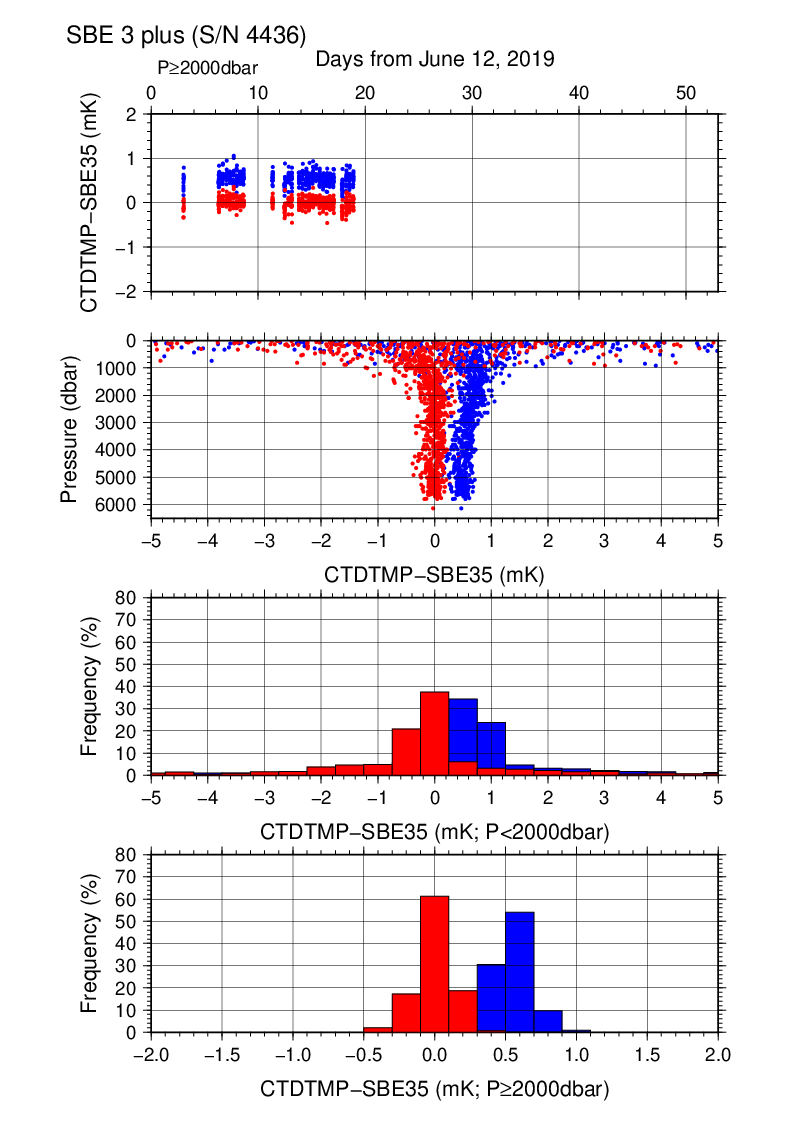 SBE 3 plus (S/N 4436)
P≥2000dbar
Days from June 12, 2019
0 10 20 30 40 50
CTDTMP−SBE35 (mK)
2
1
0
−1
−2
Pressure (dbar)
0
1000
2000
3000
4000
5000
6000
−5 −4 −3 −2 −1 0 1 2 3 4 5
CTDTMP−SBE35 (mK)
Frequency (%)
80
70
60
50
40
30
20
10
0
−5 −4 −3 −2 −1 0 1 2 3 4 5
CTDTMP−SBE35 (mK; P<2000dbar)
Frequency (%)
80
70
60
50
40
30
20
10
0
−2.0 −1.5 −1.0 −0.5 0.0 0.5 1.0 1.5 2.0
CTDTMP−SBE35 (mK; P≥2000dbar)